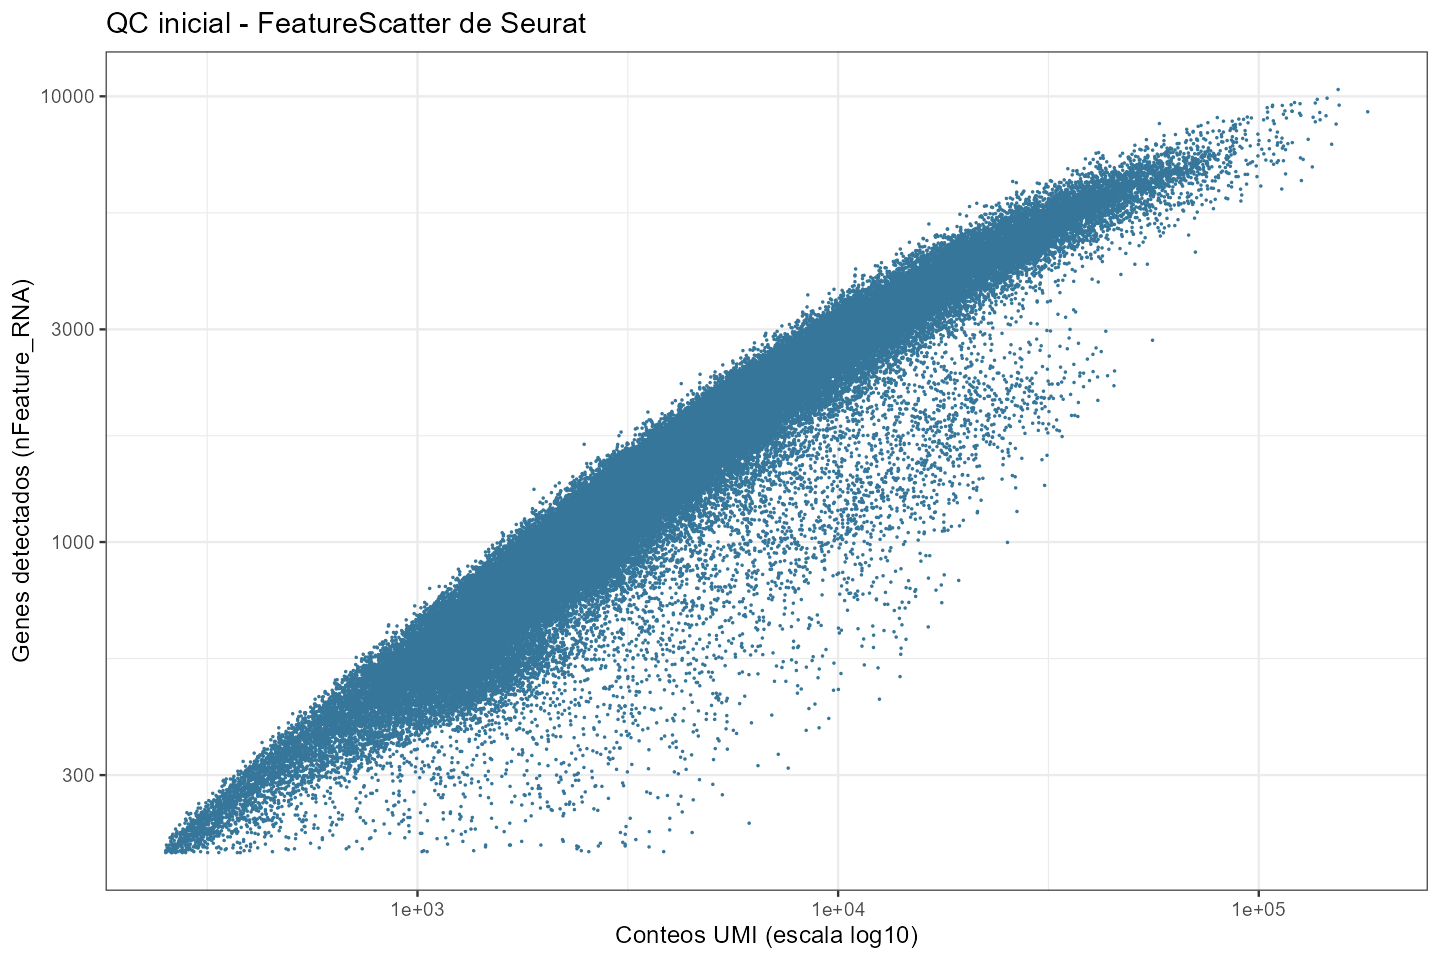 QC inicial - FeatureScatter de Seurat
Genes detectados (nFeature_RNA)
10000
3000
1000
300
1e+03
1e+04
1e+05
Conteos UMI (escala log10)